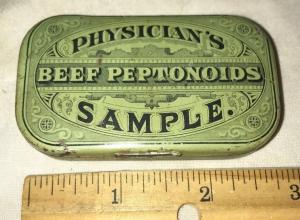 PHYSICIAN'S
BEEF PEPTONOIDS
SAMPLE.
1 2 3